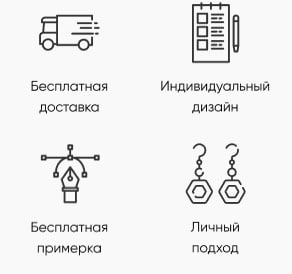 Бесплатная
доставка
Индивидуальный
дизайн
Бесплатная
примерка
Личный
подход